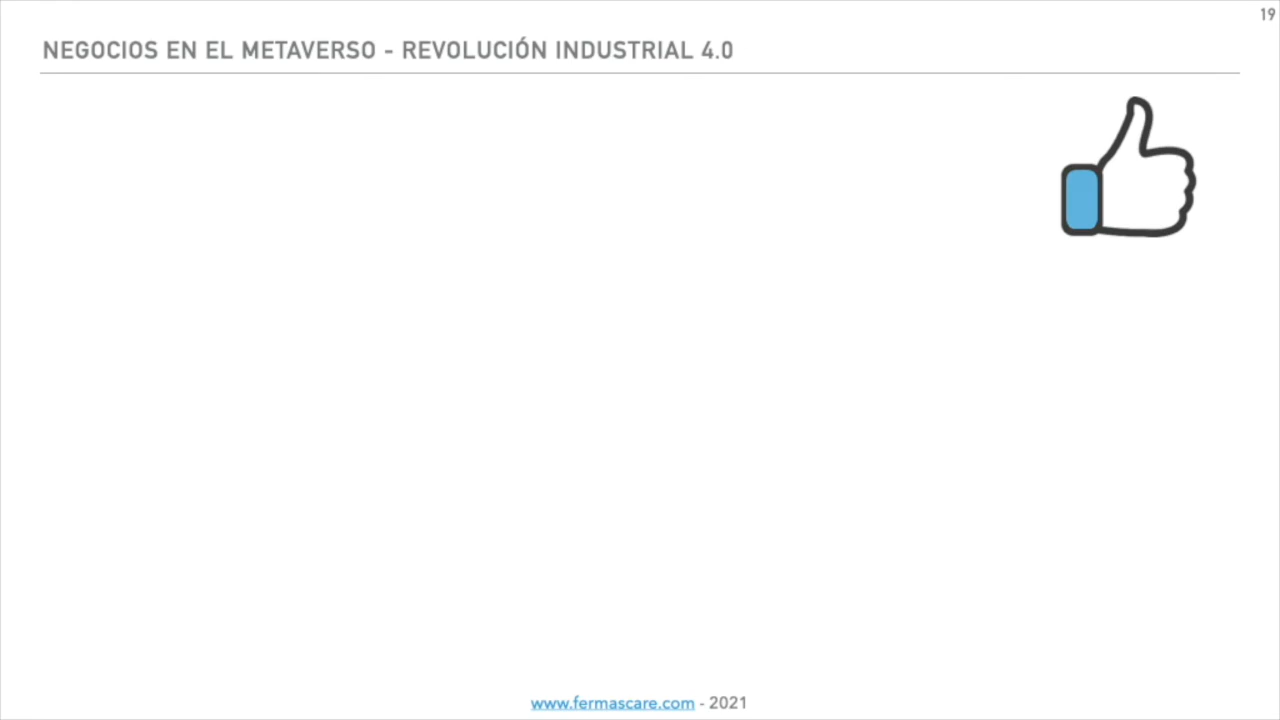 19
NEGOCIOS EN EL METAVERSO - REVOLUCIÓN INDUSTRIAL 4.0
www.fermascare.com - 2021